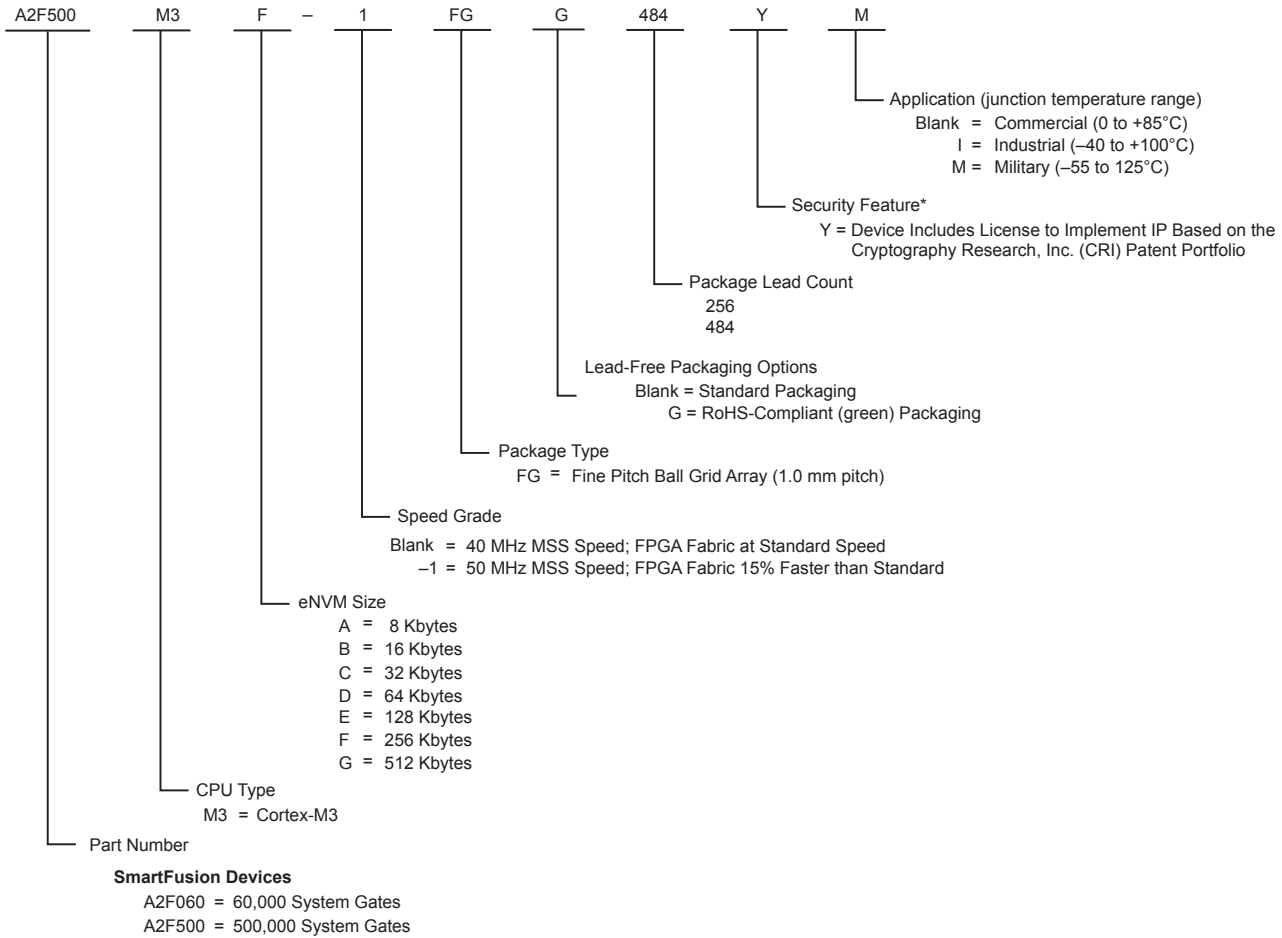 A2F500 M3 F – 1 FG G 484 Y M
Application (junction temperature range)
Blank = Commercial (0 to +85°C)
I = Industrial (–40 to +100°C)
M = Military (–55 to 125°C)
Security Feature*
Y = Device Includes License to Implement IP Based on the
Cryptography Research, Inc. (CRI) Patent Portfolio
Package Lead Count
256
484
Lead-Free Packaging Options
Blank = Standard Packaging
G = RoHS-Compliant (green) Packaging
Package Type
FG = Fine Pitch Ball Grid Array (1.0 mm pitch)
Speed Grade
Blank = 40 MHz MSS Speed; FPGA Fabric at Standard Speed
–1 = 50 MHz MSS Speed; FPGA Fabric 15% Faster than Standard
eNVM Size
A = 8 Kbytes
B = 16 Kbytes
C = 32 Kbytes
D = 64 Kbytes
E = 128 Kbytes
F = 256 Kbytes
G = 512 Kbytes
CPU Type
M3 = Cortex-M3
Part Number
SmartFusion Devices
A2F060 = 60,000 System Gates
A2F500 = 500,000 System Gates